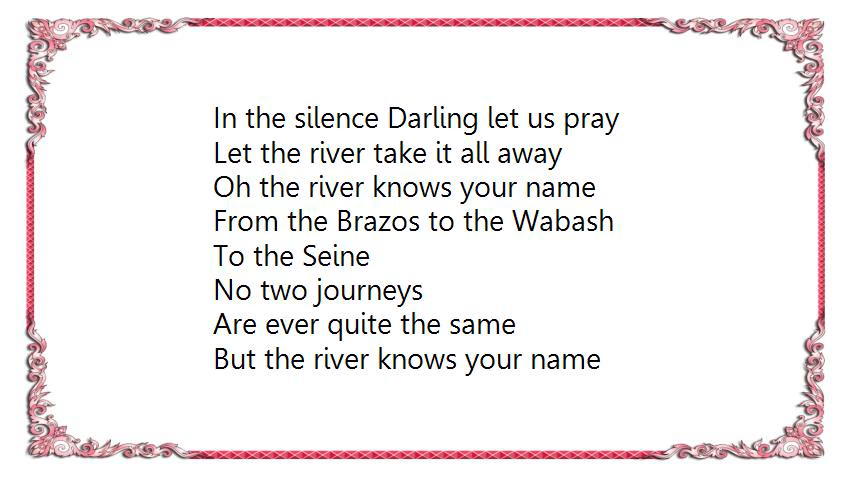 In the silence Darling let us pray
Let the river take it all away
Oh the river knows your name
From the Brazos to the Wabash
To the Seine
No two journeys
Are ever quite the same
But the river knows your name